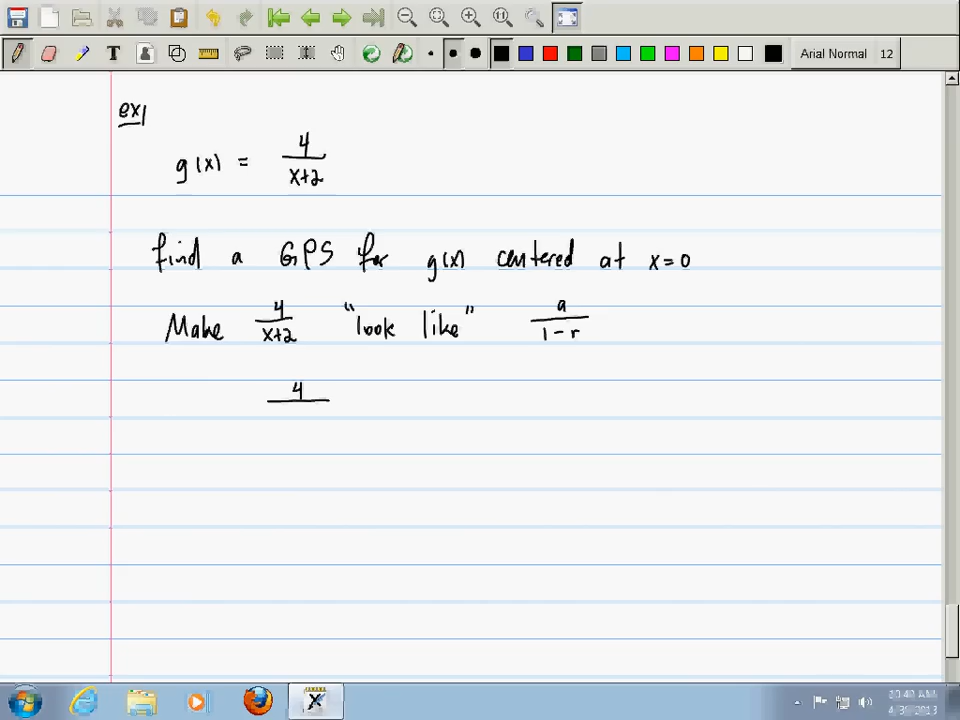 Arial Normal 12
ex1
g(x) = 4/(x+2)
find a GPS for g(x) centered at x=0
Make 4/(x+2) "look like" a/(1-r)
4